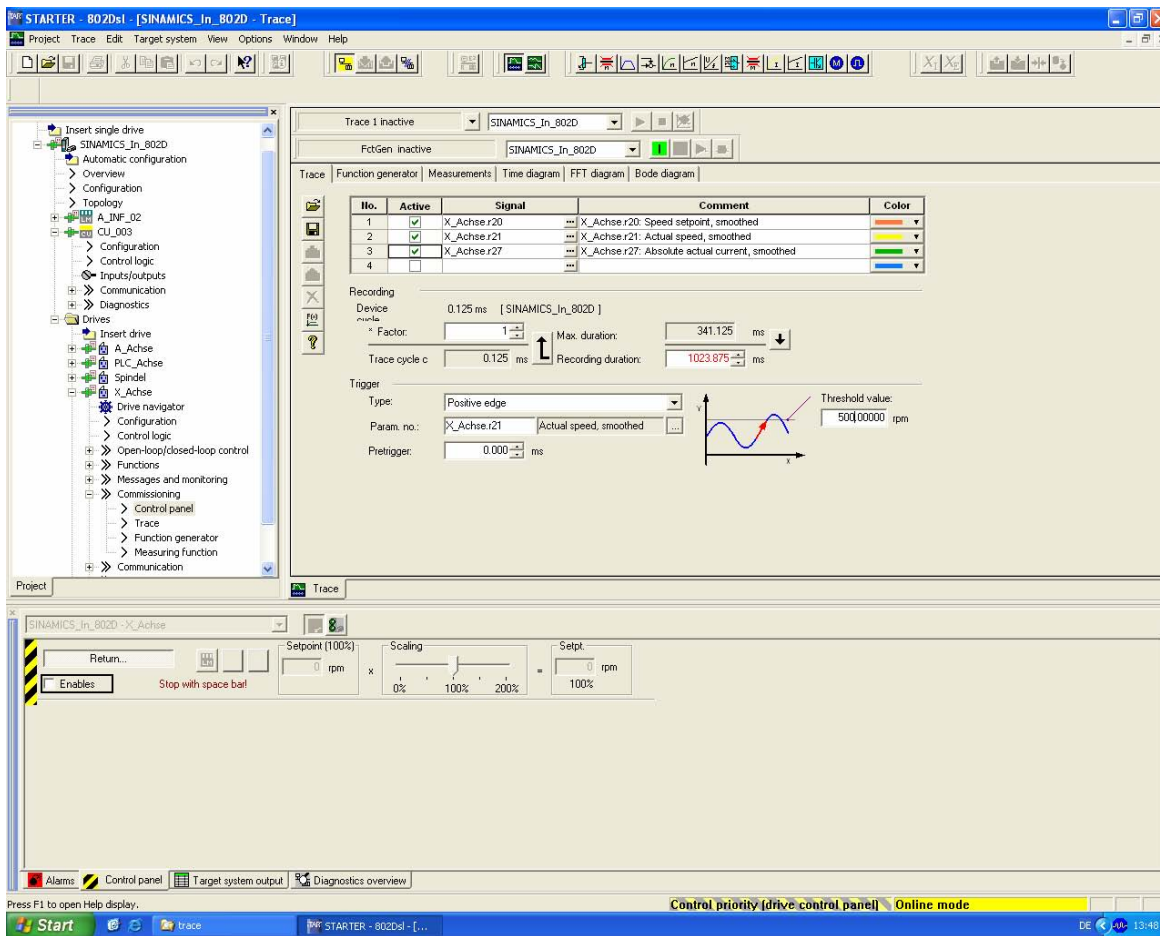 STARTER - 802Dsl - [SINAMICS_In_802D - Trace]
Project Trace Edit Target system View Options Window Help
Insert single drive
SINAMICS_In_802D
Automatic configuration
Overview
Configuration
Topology
A_INF_02
CU_003
Configuration
Control logic
Inputs/outputs
Communication
Diagnostics
Drives
Insert drive
A_Achse
PLC_Achse
Spindel
X_Achse
Drive navigator
Configuration
Control logic
Open-loop/closed-loop control
Functions
Messages and monitoring
Commissioning
Control panel
Trace
Function generator
Measuring function
Communication
Project
Trace 1 inactive SINAMICS_In_802D
FctGen inactive SINAMICS_In_802D
Trace Function generator Measurements Time diagram FFT diagram Bode diagram
No. Active Signal Comment Color
1 X_Achse.r20 X_Achse.r20: Speed setpoint, smoothed
2 X_Achse.r21 X_Achse.r21: Actual speed, smoothed
3 X_Achse.r27 X_Achse.r27: Absolute actual current, smoothed
4
Recording
Device 0.125 ms [ SINAMICS_In_802D ]
* Factor: 1 Max. duration: 341.125 ms
Trace cycle c 0.125 ms Recording duration: 1023.875 ms
Trigger
Type: Positive edge
Threshold value:
500.00000 rpm
Param. no.: X_Achse.r21 Actual speed, smoothed ...
Pretrigger: 0.000 ms
Y
X
Trace
SINAMICS_In_802D - X_Achse
Return...
Enables Stop with space bar!
Setpoint (100%) Scaling Setpt.
0 rpm x = 0 rpm
0% 100% 200% 100%
Alarms Control panel Target system output Diagnostics overview
Press F1 to open Help display. Control priority (drive control panel) Online mode
Start trace STARTER - 802Dsl - [... DE 13:48